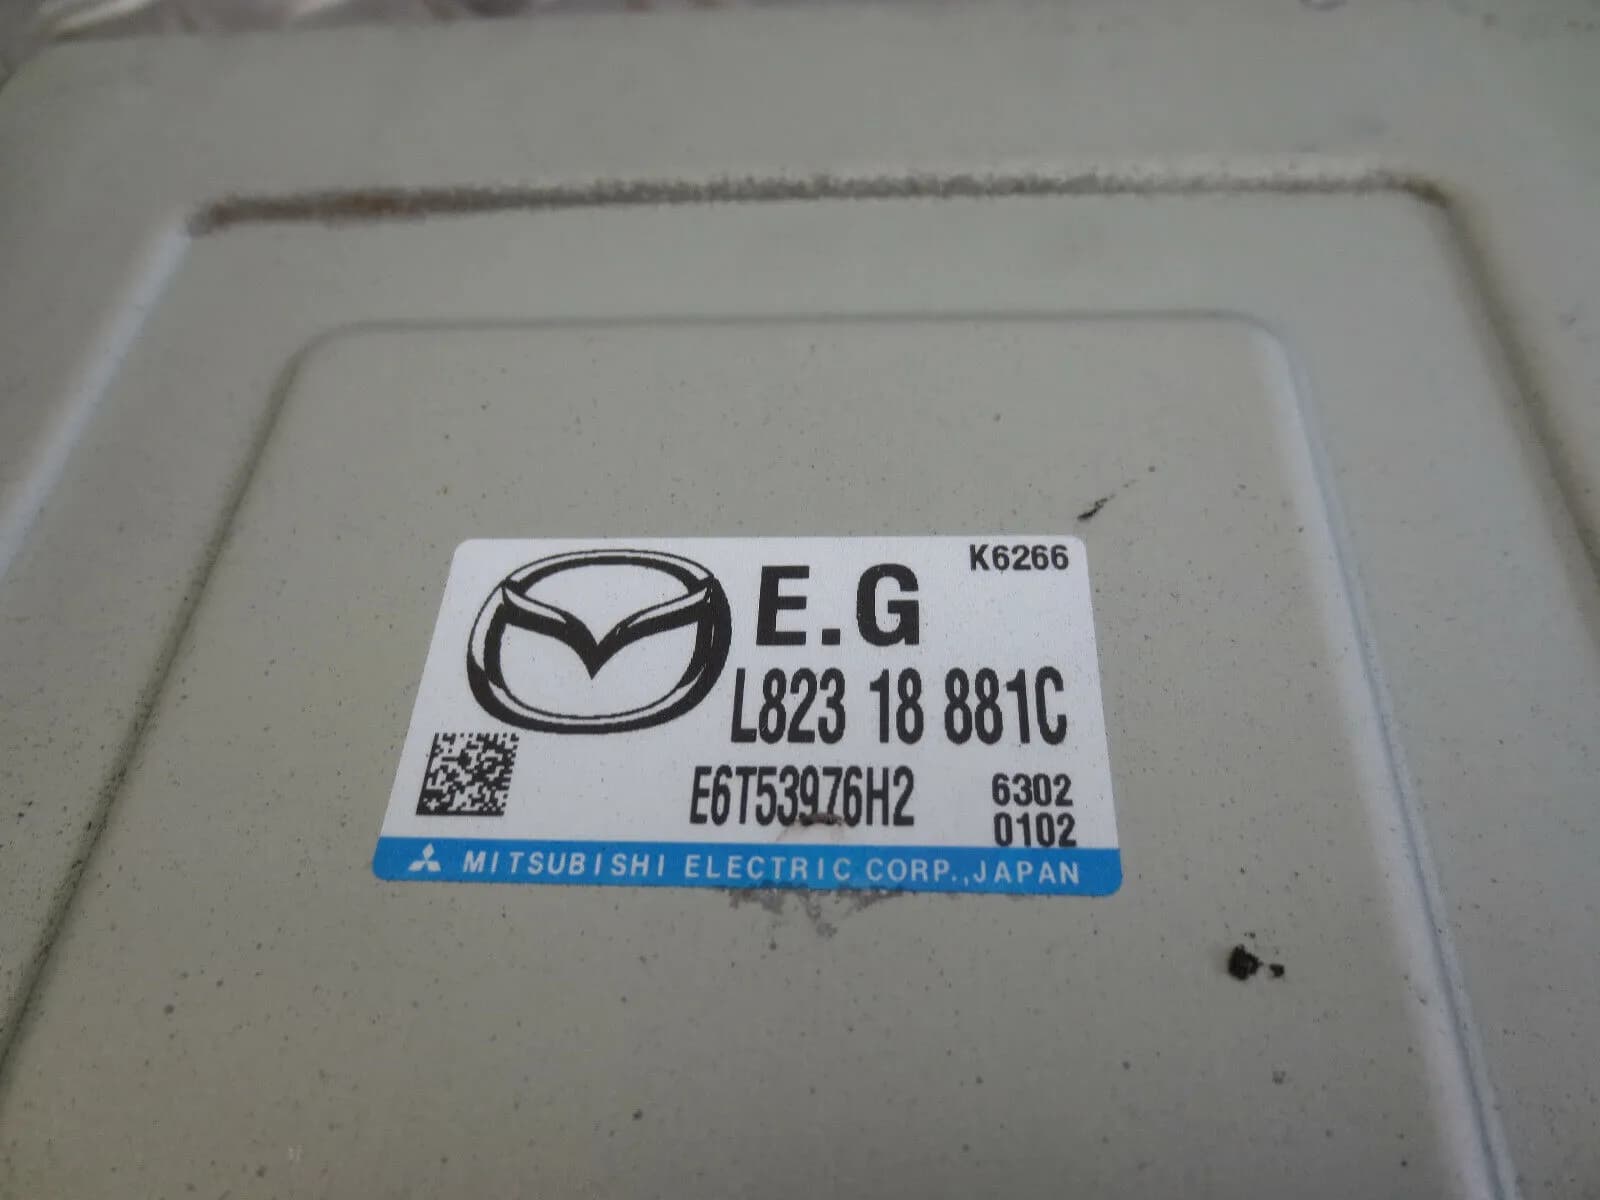 K6266
E.G
L823 18 881C
E6T53976H2 6302
0102
MITSUBISHI ELECTRIC CORP., JAPAN